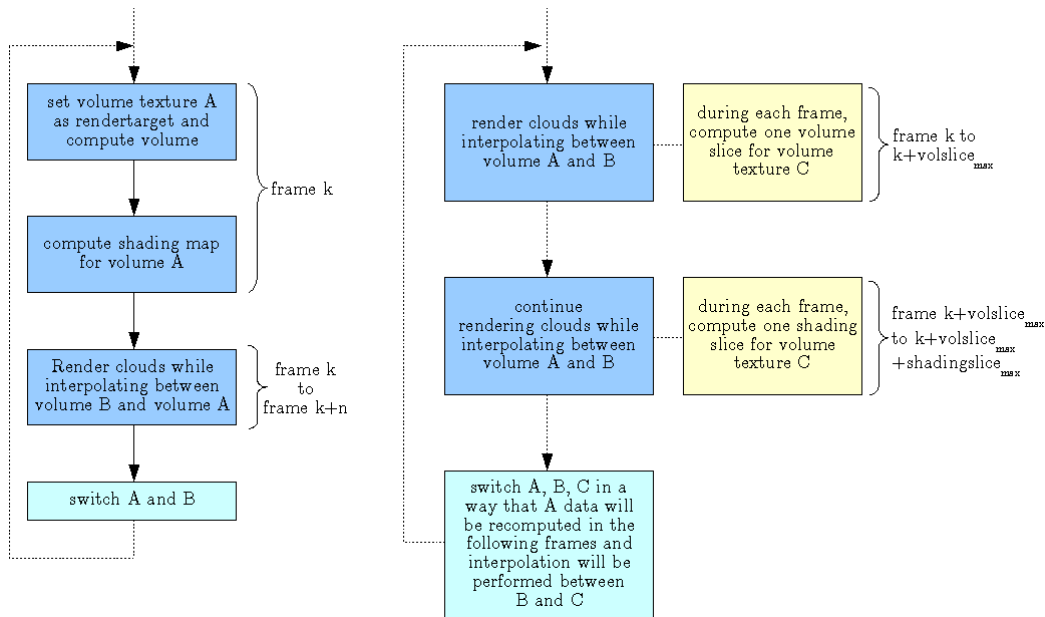 set volume texture A
as rendertarget and
compute volume
frame k
compute shading map
for volume A
Render clouds while
interpolating between
volume B and volume A
frame k
to
frame k+n
switch A and B
render clouds while
interpolating between
volume A and B
during each frame,
compute one volume
slice for volume
texture C
frame k to
k+volslice_max
continue
rendering clouds while
interpolating between
volume A and B
during each frame,
compute one shading
slice for volume
texture C
frame k+volslice_max
to k+volslice_max
+shadingslice_max
switch A, B, C in a
way that A data will
be recomputed in the
following frames and
interpolation will be
performed between
B and C